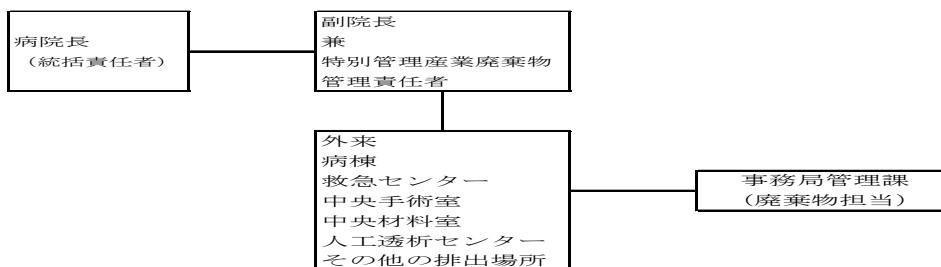 病院長
（統括責任者）
副院長
兼
特別管理産業廃棄物
管理責任者
外来
病棟
救急センター
中央手術室
中央材料室
人工透析センター
その他の排出場所
事務局管理課
(廃棄物担当)